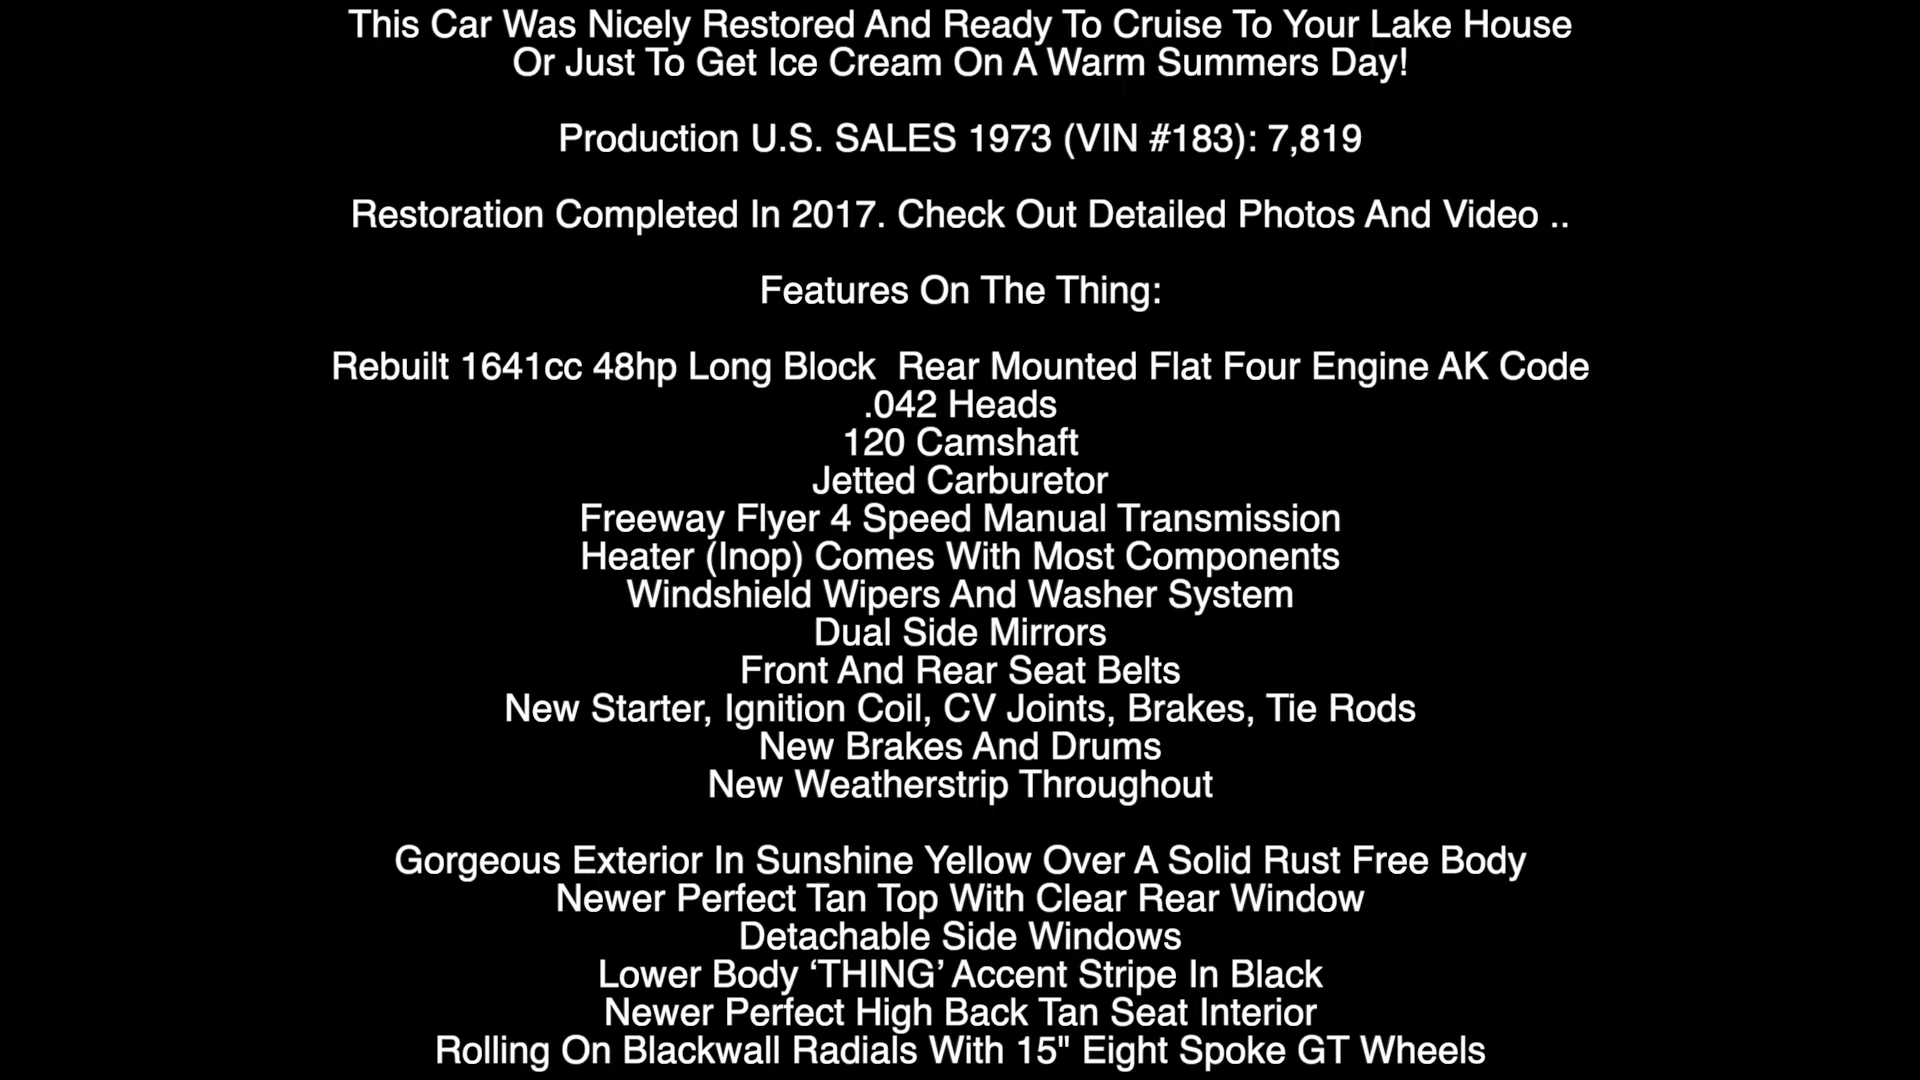 This Car Was Nicely Restored And Ready To Cruise To Your Lake House
Or Just To Get Ice Cream On A Warm Summers Day!
Production U.S. SALES 1973 (VIN #183): 7,819
Restoration Completed In 2017. Check Out Detailed Photos And Video ..
Features On The Thing:
Rebuilt 1641cc 48hp Long Block  Rear Mounted Flat Four Engine AK Code
.042 Heads
120 Camshaft
Jetted Carburetor
Freeway Flyer 4 Speed Manual Transmission
Heater (Inop) Comes With Most Components
Windshield Wipers And Washer System
Dual Side Mirrors
Front And Rear Seat Belts
New Starter, Ignition Coil, CV Joints, Brakes, Tie Rods
New Brakes And Drums
New Weatherstrip Throughout
Gorgeous Exterior In Sunshine Yellow Over A Solid Rust Free Body
Newer Perfect Tan Top With Clear Rear Window
Detachable Side Windows
Lower Body ‘THING’ Accent Stripe In Black
Newer Perfect High Back Tan Seat Interior
Rolling On Blackwall Radials With 15" Eight Spoke GT Wheels